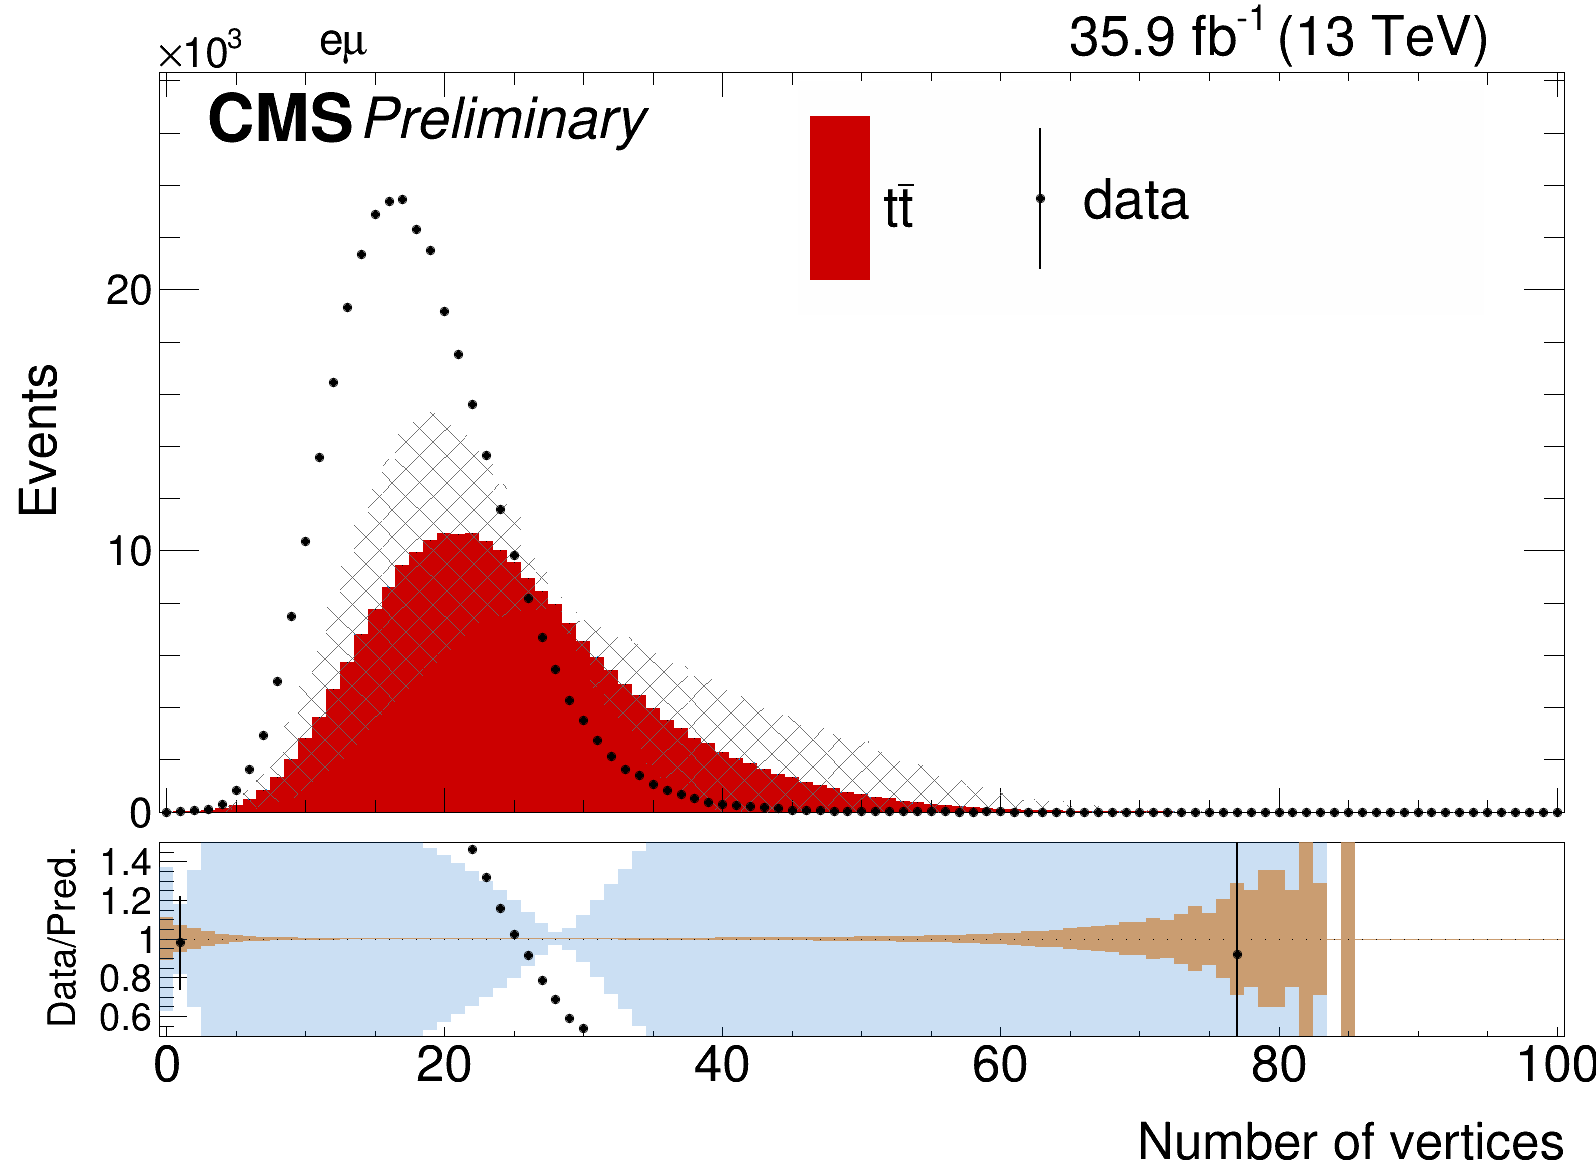 ×10³ eμ 35.9 fb⁻¹ (13 TeV)
CMS Preliminary
tt̄ data
20
10
0
Events
1.4
1.2
1
0.8
0.6
Data/Pred.
0 20 40 60 80 100
Number of vertices